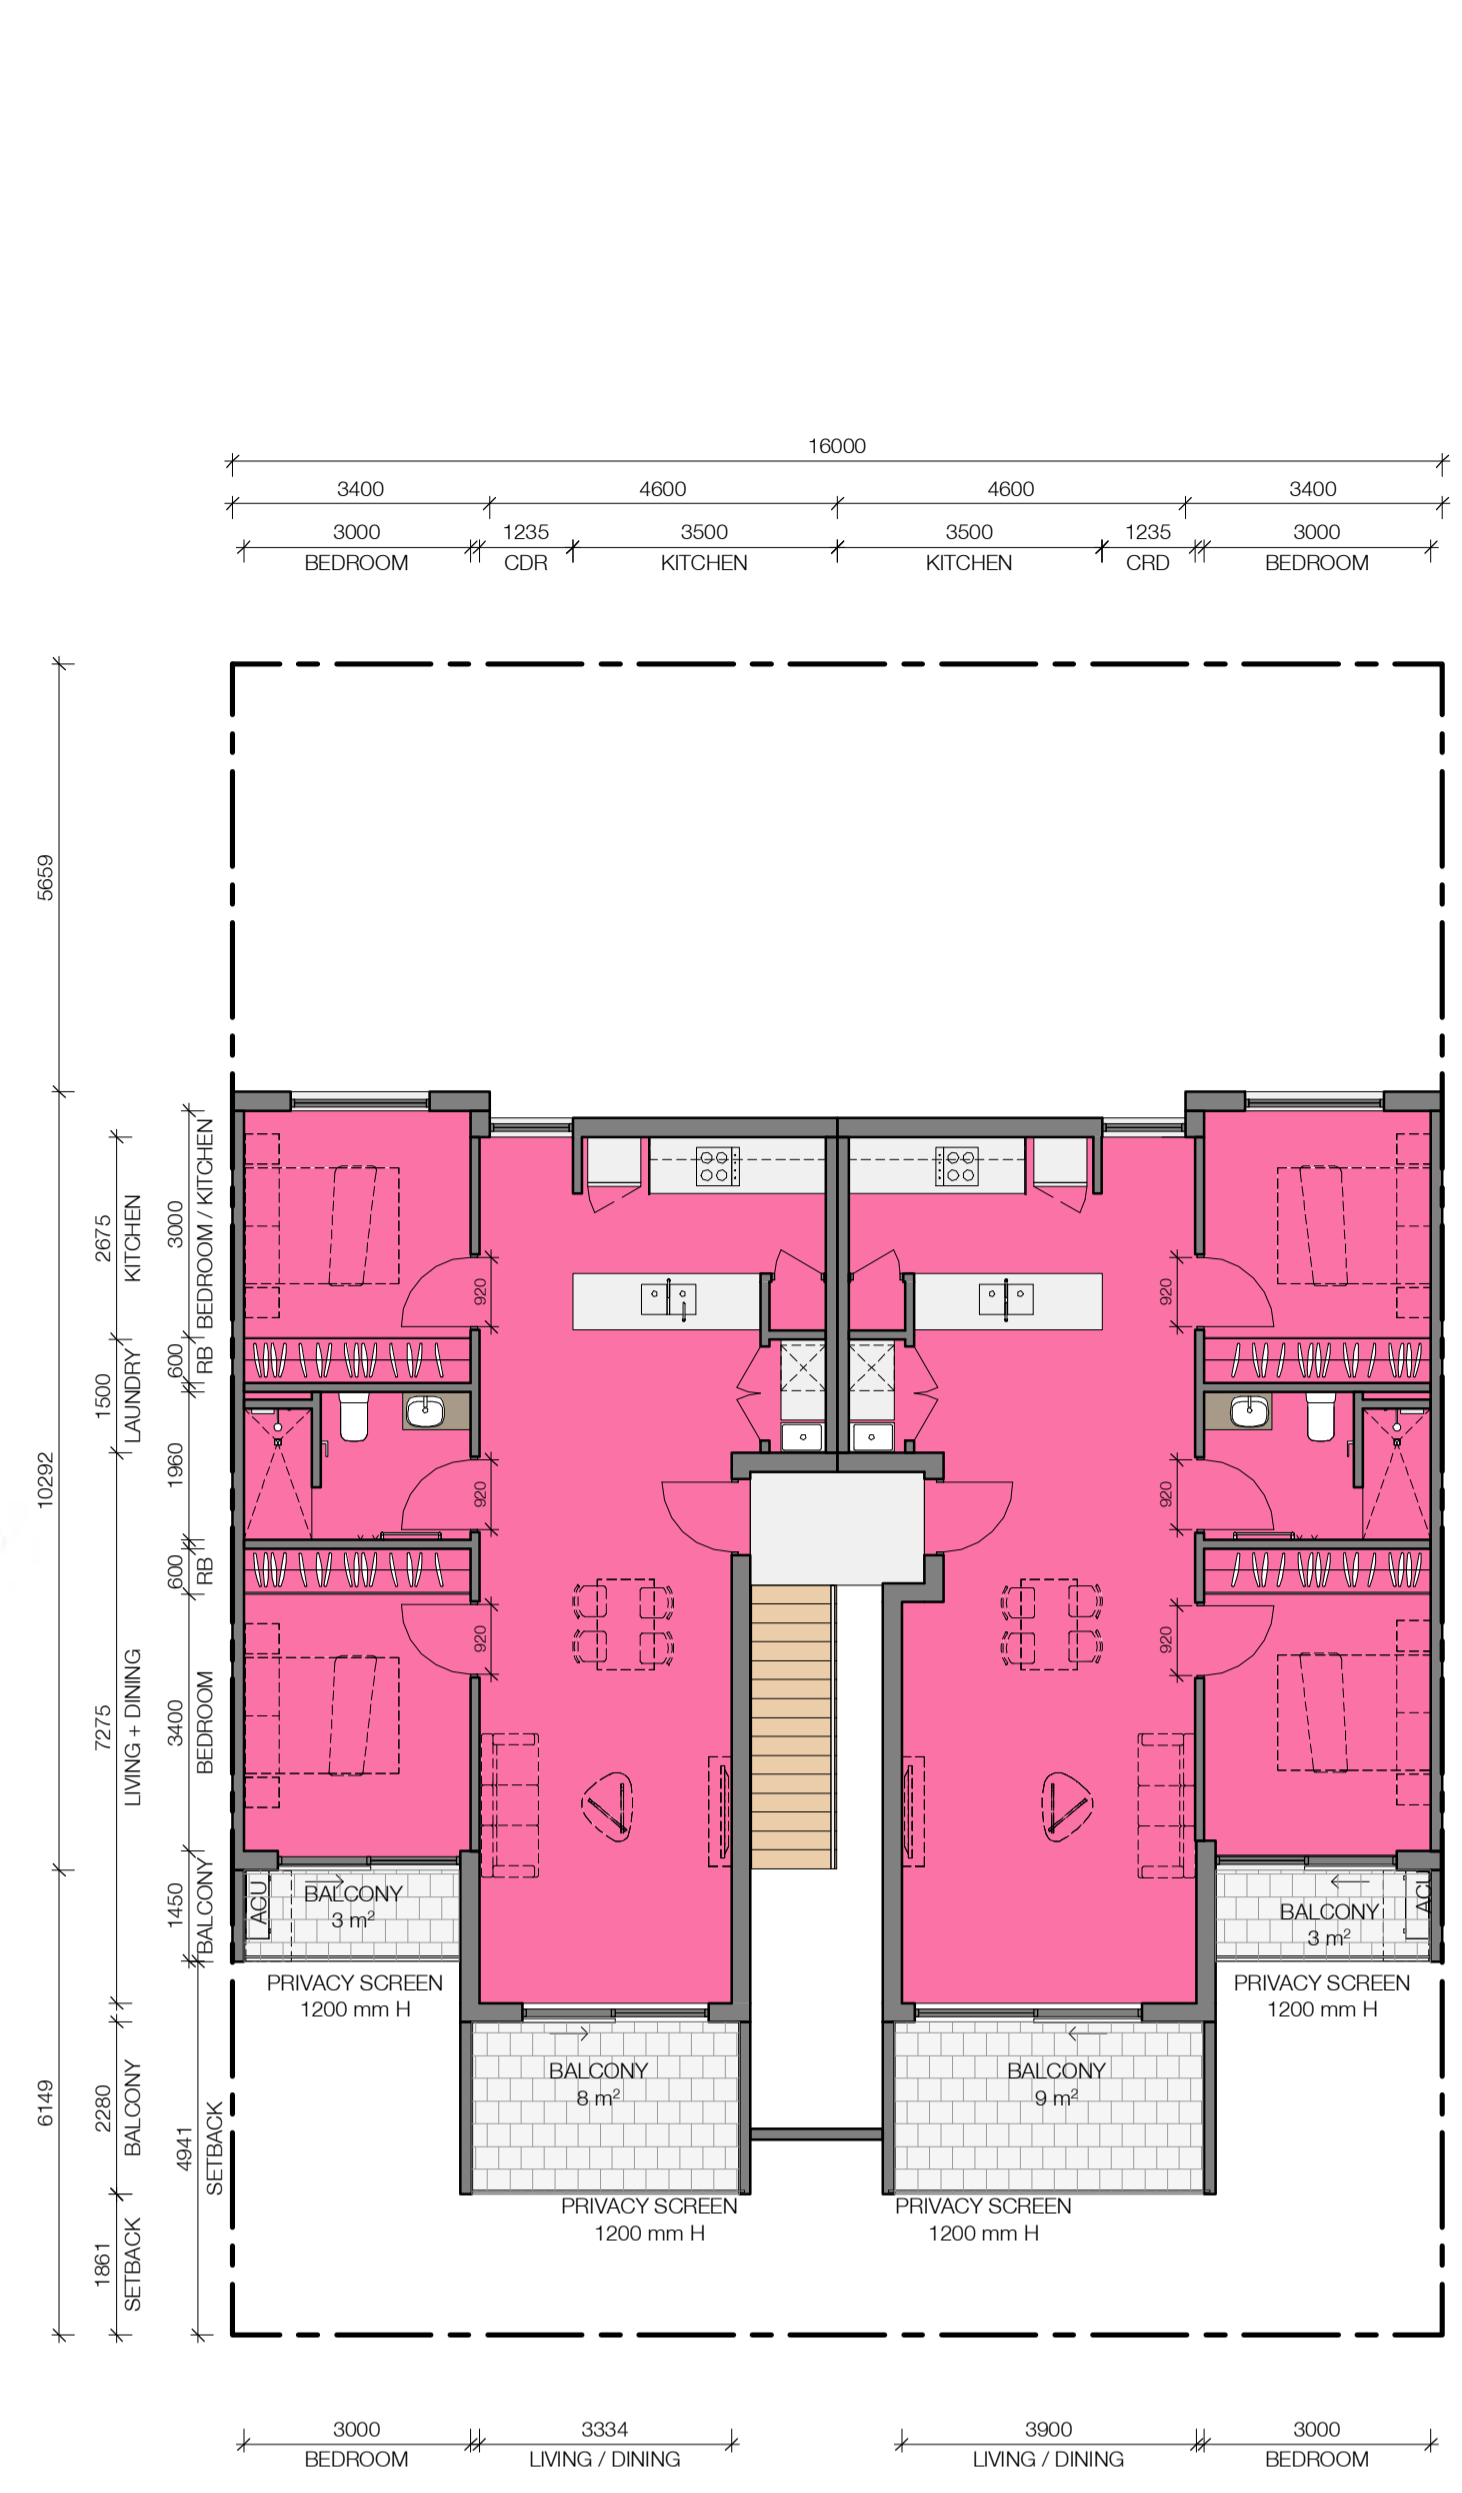 16000
3400
4600
4600
3400
3000
1235
3500
3500
1235
3000
BEDROOM
CDR
KITCHEN
KITCHEN
CRD
BEDROOM
5659
10292
6149
2675
KITCHEN
1500
LAUNDRY
7275
LIVING + DINING
2280
BALCONY
1861
SETBACK
3000
BEDROOM / KITCHEN
600
RB
1960
600
RB
3400
BEDROOM
1450
BALCONY
4941
SETBACK
920
920
920
920
920
920
ACU
BALCONY
3 m²
ACU
BALCONY
3 m²
PRIVACY SCREEN
1200 mm H
PRIVACY SCREEN
1200 mm H
BALCONY
8 m²
BALCONY
9 m²
PRIVACY SCREEN
1200 mm H
PRIVACY SCREEN
1200 mm H
3000
3334
3900
3000
BEDROOM
LIVING / DINING
LIVING / DINING
BEDROOM